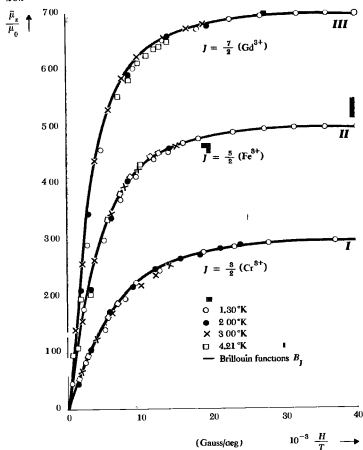 μ̄z
μ0
700
III
600
J = 7/2 (Gd3+)
500
II
400
J = 5/2 (Fe3+)
300
I
J = 3/2 (Cr3+)
200
1,30°K
2 00°K
3 00°K
100
4,21°K
Brillouin functions BJ
0
0
10
20
30
40
(Gauss/deg)
10−3 H/T